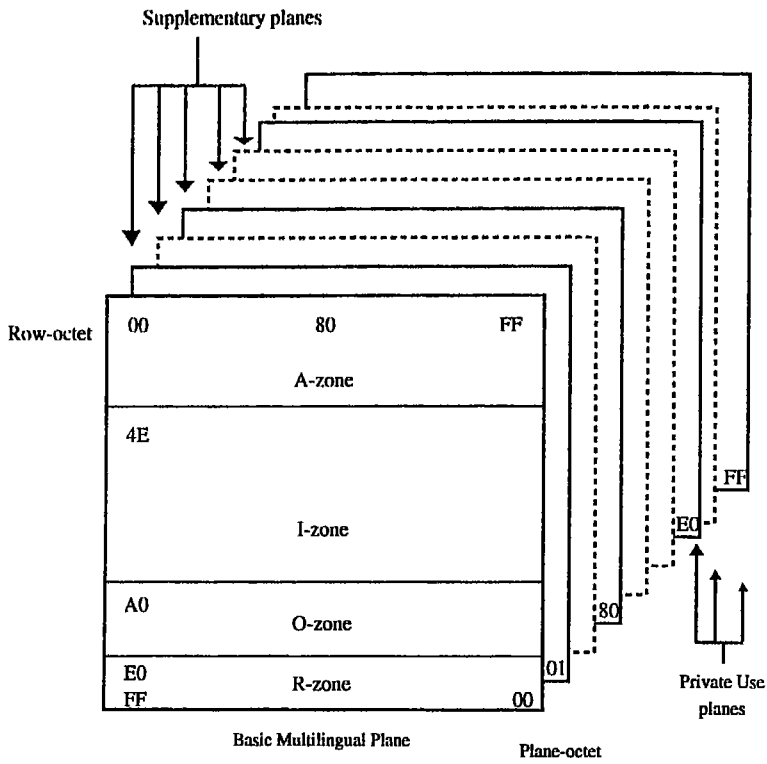 Supplementary planes
Row-octet
00 80 FF
A-zone
4E
I-zone
A0
O-zone
E0
R-zone
FF 00
01
80
E0
FF
Private Use
planes
Basic Multilingual Plane
Plane-octet